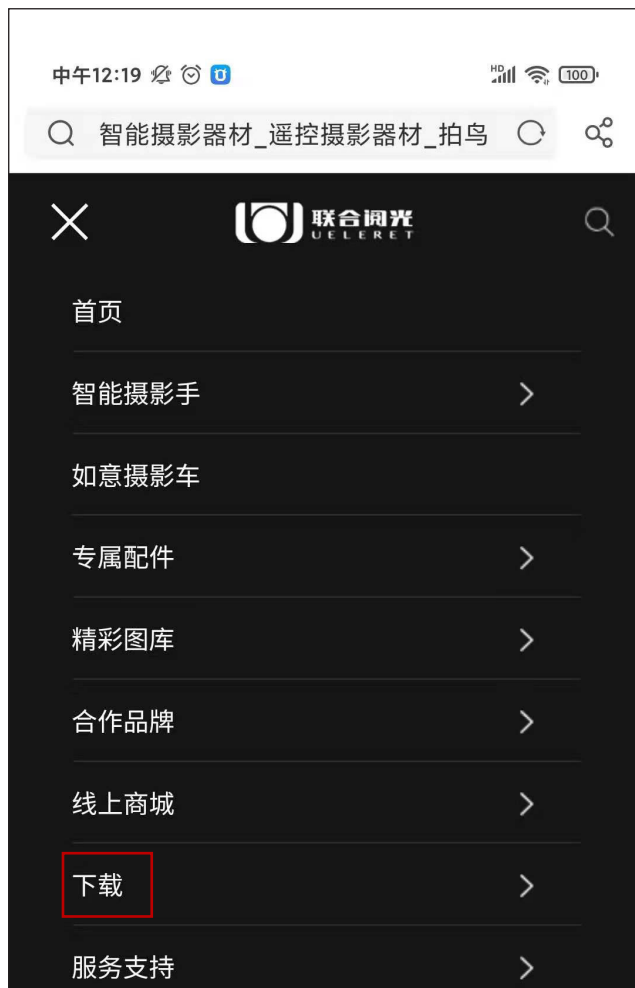 中午12:19
HD
100
智能摄影器材_遥控摄影器材_拍鸟
联合阅光
UELERET
首页
智能摄影手
如意摄影车
专属配件
精彩图库
合作品牌
线上商城
下载
服务支持